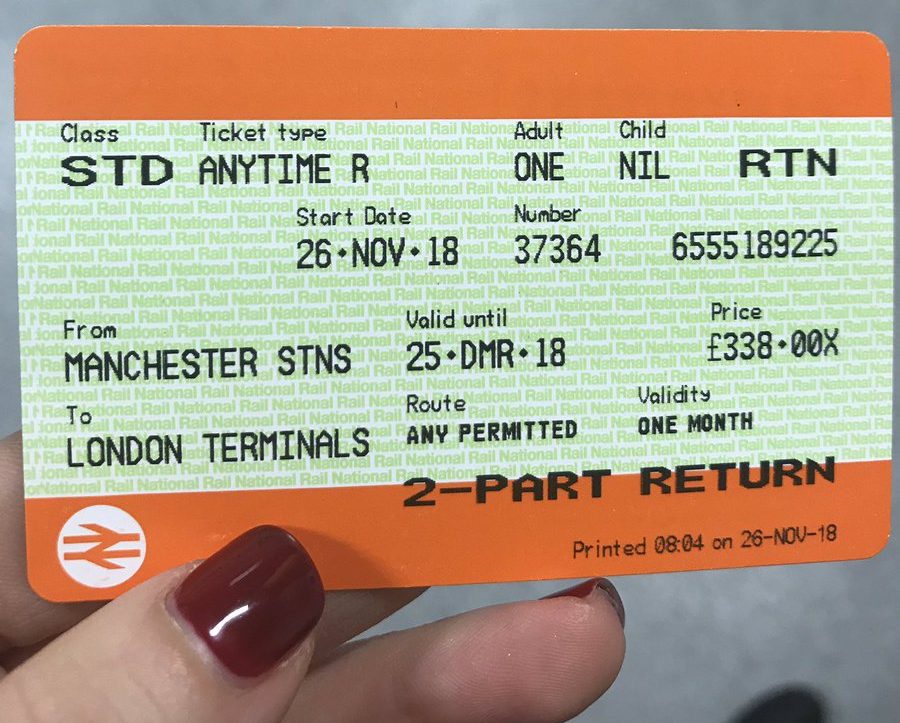 Class Ticket type Adult Child
STD ANYTIME R ONE NIL RTN
Start Date Number
26·NOV·18 37364 6555189225
From Valid until Price
MANCHESTER STNS 25·DMR·18 £338·00X
To Route Validity
LONDON TERMINALS ANY PERMITTED ONE MONTH
2-PART RETURN
Printed 08:04 on 26-NOV-18